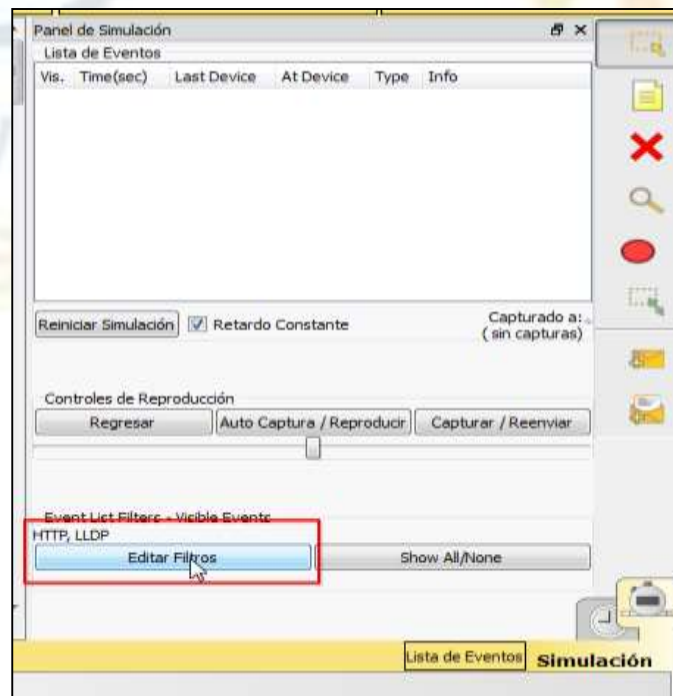 Panel de Simulación
Lista de Eventos
Vis. Time(sec) Last Device At Device Type Info
Reiniciar Simulación Retardo Constante Capturado a:
( sin capturas)
Controles de Reproducción
Regresar Auto Captura / Reproducir Capturar / Reenviar
Event List Filters - Visible Events
HTTP, LLDP
Editar Filtros Show All/None
Lista de Eventos Simulación